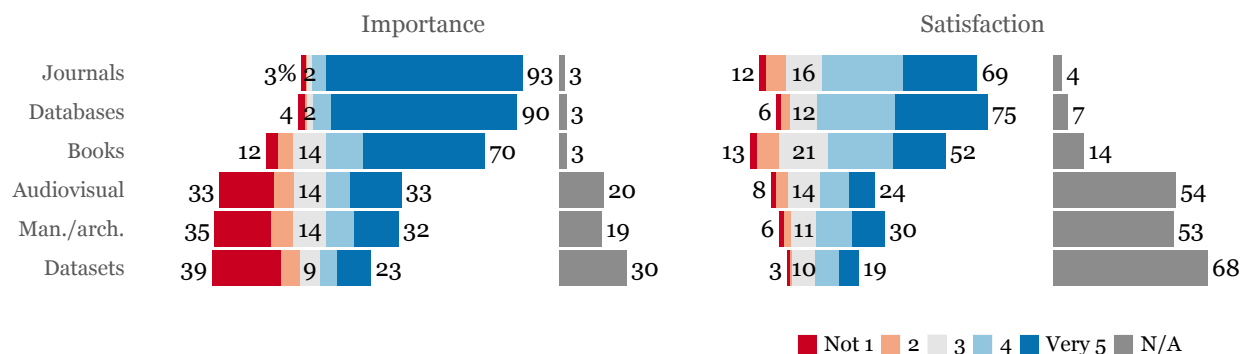 Importance Satisfaction
Journals 3% 2 93 3 12 16 69 4
Databases 4 2 90 3 6 12 75 7
Books 12 14 70 3 13 21 52 14
Audiovisual 33 14 33 20 8 14 24 54
Man./arch. 35 14 32 19 6 11 30 53
Datasets 39 9 23 30 3 10 19 68
Not 1 2 3 4 Very 5 N/A